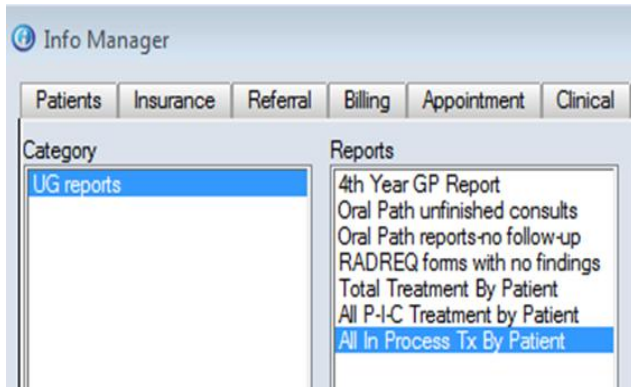 Info Manager
Patients Insurance Referral Billing Appointment Clinical
Category
UG reports
Reports
4th Year GP Report
Oral Path unfinished consults
Oral Path reports-no follow-up
RADREQ forms with no findings
Total Treatment By Patient
All P-I-C Treatment by Patient
All In Process Tx By Patient